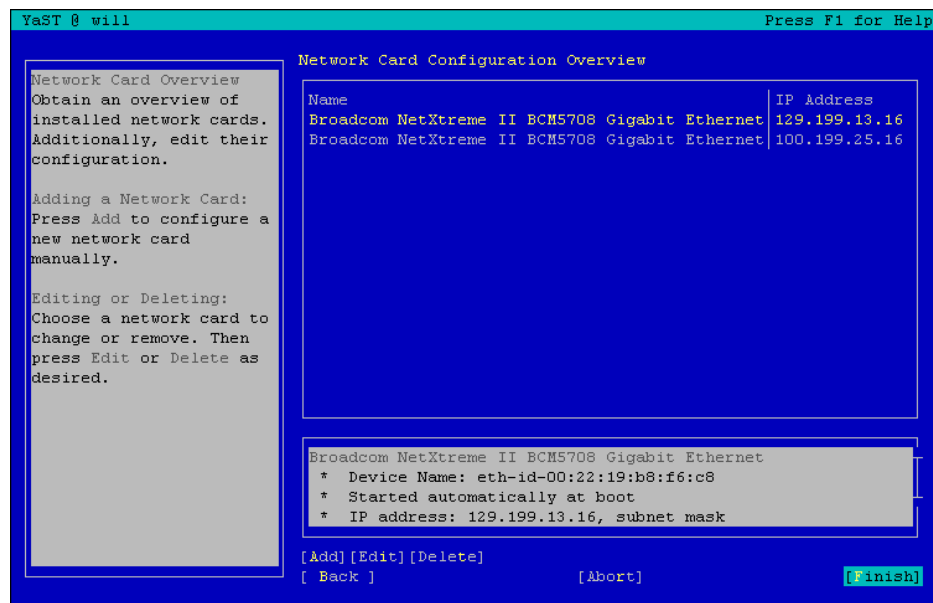 YaST @ will Press F1 for Help
Network Card Overview
Obtain an overview of
installed network cards.
Additionally, edit their
configuration.
Adding a Network Card:
Press Add to configure a
new network card
manually.
Editing or Deleting:
Choose a network card to
change or remove. Then
press Edit or Delete as
desired.
Network Card Configuration Overview
Name IP Address
Broadcom NetXtreme II BCM5708 Gigabit Ethernet 129.199.13.16
Broadcom NetXtreme II BCM5708 Gigabit Ethernet 100.199.25.16
Broadcom NetXtreme II BCM5708 Gigabit Ethernet
* Device Name: eth-id-00:22:19:b8:f6:c8
* Started automatically at boot
* IP address: 129.199.13.16, subnet mask
[Add][Edit][Delete]
[ Back ] [Abort] [Finish]